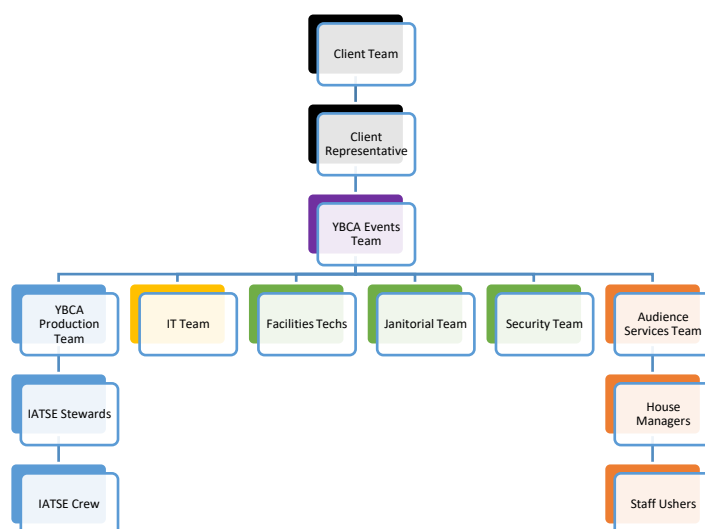 Client Team
Client
Representative
YBCA Events
Team
YBCA
Production
Team
IT Team
Facilities Techs
Janitorial Team
Security Team
Audience
Services Team
IATSE Stewards
House
Managers
IATSE Crew
Staff Ushers